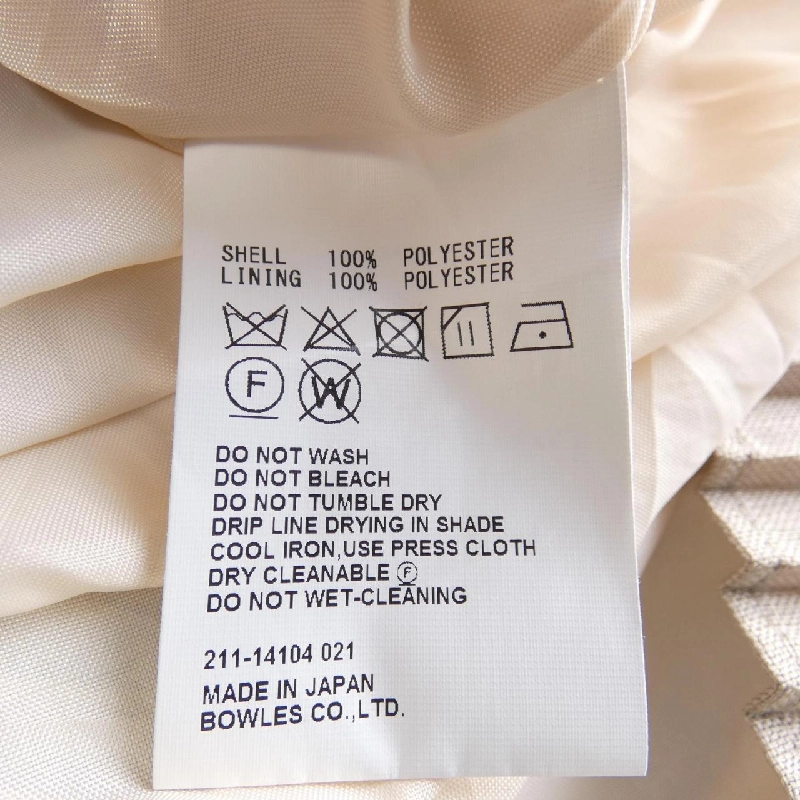 SHELL 100% POLYESTER
LINING 100% POLYESTER
F W
DO NOT WASH
DO NOT BLEACH
DO NOT TUMBLE DRY
DRIP LINE DRYING IN SHADE
COOL IRON,USE PRESS CLOTH
DRY CLEANABLE Ⓕ
DO NOT WET-CLEANING
211-14104 021
MADE IN JAPAN
BOWLES CO.,LTD.